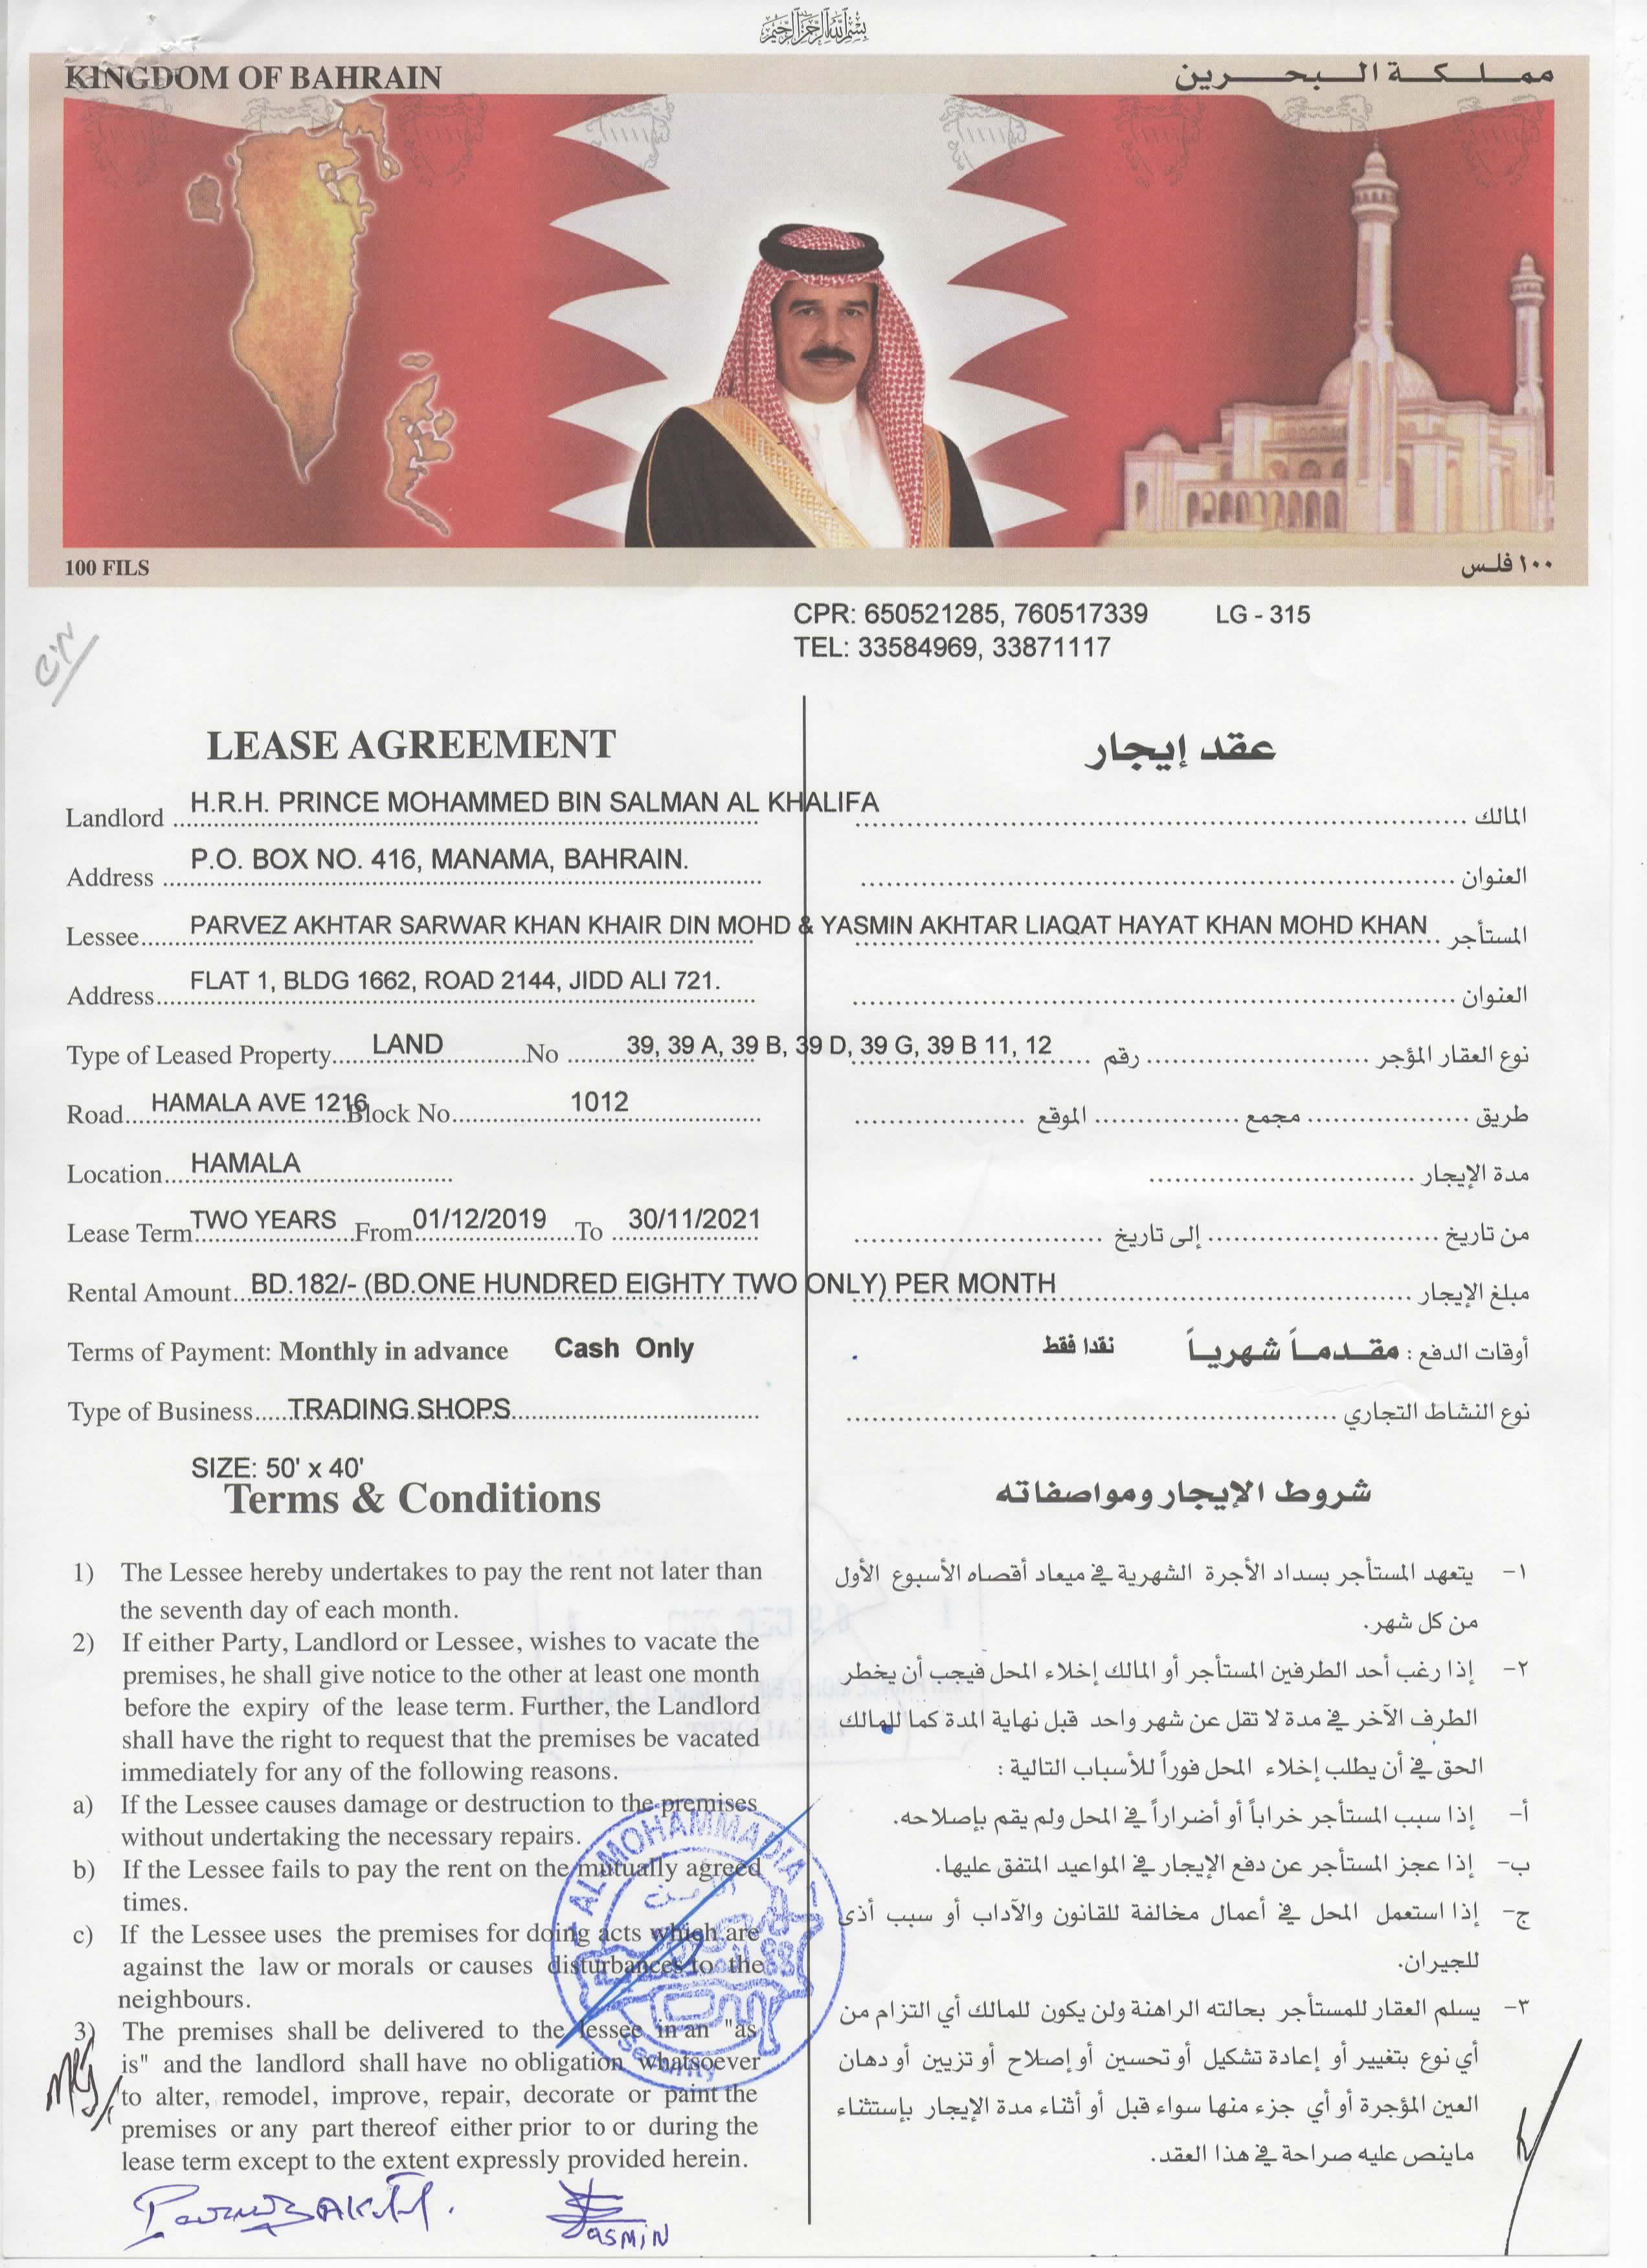 بسم الله الرحمن الرحيم
KINGDOM OF BAHRAIN
مملكة البحرين
100 FILS
١٠٠ فلس
CPR: 650521285, 760517339 LG - 315
TEL: 33584969, 33871117
LEASE AGREEMENT
عقد إيجار
Landlord H.R.H. PRINCE MOHAMMED BIN SALMAN AL KHALIFA المالك
Address P.O. BOX NO. 416, MANAMA, BAHRAIN. العنوان
Lessee PARVEZ AKHTAR SARWAR KHAN KHAIR DIN MOHD & YASMIN AKHTAR LIAQAT HAYAT KHAN MOHD KHAN المستأجر
Address FLAT 1, BLDG 1662, ROAD 2144, JIDD ALI 721. العنوان
Type of Leased Property LAND No 39, 39 A, 39 B, 39 D, 39 G, 39 B 11, 12 رقم نوع العقار المؤجر
Road HAMALA AVE 1216 Block No 1012 طريق مجمع الموقع
Location HAMALA مدة الإيجار
Lease Term TWO YEARS From 01/12/2019 To 30/11/2021 من تاريخ إلى تاريخ
Rental Amount BD.182/- (BD.ONE HUNDRED EIGHTY TWO ONLY) PER MONTH مبلغ الإيجار
Terms of Payment: Monthly in advance Cash Only
أوقات الدفع : مقدماً شهرياً نقدا فقط
Type of Business TRADING SHOPS نوع النشاط التجاري
SIZE: 50' x 40'
Terms & Conditions
1) The Lessee hereby undertakes to pay the rent not later than
the seventh day of each month.
2) If either Party, Landlord or Lessee, wishes to vacate the
premises, he shall give notice to the other at least one month
before the expiry of the lease term. Further, the Landlord
shall have the right to request that the premises be vacated
immediately for any of the following reasons.
a) If the Lessee causes damage or destruction to the premises
without undertaking the necessary repairs.
b) If the Lessee fails to pay the rent on the mutually agreed
times.
c) If the Lessee uses the premises for doing acts which are
against the law or morals or causes disturbances to the
neighbours.
3) The premises shall be delivered to the lessee in an "as
is" and the landlord shall have no obligation whatsoever
to alter, remodel, improve, repair, decorate or paint the
premises or any part thereof either prior to or during the
lease term except to the extent expressly provided herein.
شروط الإيجار ومواصفاته
١- يتعهد المستأجر بسداد الأجرة الشهرية في ميعاد أقصاه الأسبوع الأول
من كل شهر.
٢- إذا رغب أحد الطرفين المستأجر أو المالك إخلاء المحل فيجب أن يخطر
الطرف الآخر في مدة لا تقل عن شهر واحد قبل نهاية المدة كما للمالك
الحق في أن يطلب إخلاء المحل فوراً للأسباب التالية :
أ- إذا سبب المستأجر خراباً أو أضراراً في المحل ولم يقم بإصلاحه.
ب- إذا عجز المستأجر عن دفع الإيجار في المواعيد المتفق عليها.
ج- إذا استعمل المحل في أعمال مخالفة للقانون والآداب أو سبب أذى
للجيران.
٣- يسلم العقار للمستأجر بحالته الراهنة ولن يكون للمالك أي التزام من
أي نوع بتغيير أو إعادة تشكيل أو تحسين أو إصلاح أو تزيين أو دهان
العين المؤجرة أو أي جزء منها سواء قبل أو أثناء مدة الإيجار بإستثناء
ماينص عليه صراحة في هذا العقد.
AL MOHAMMADIA
الأمن
Security
YASMIN